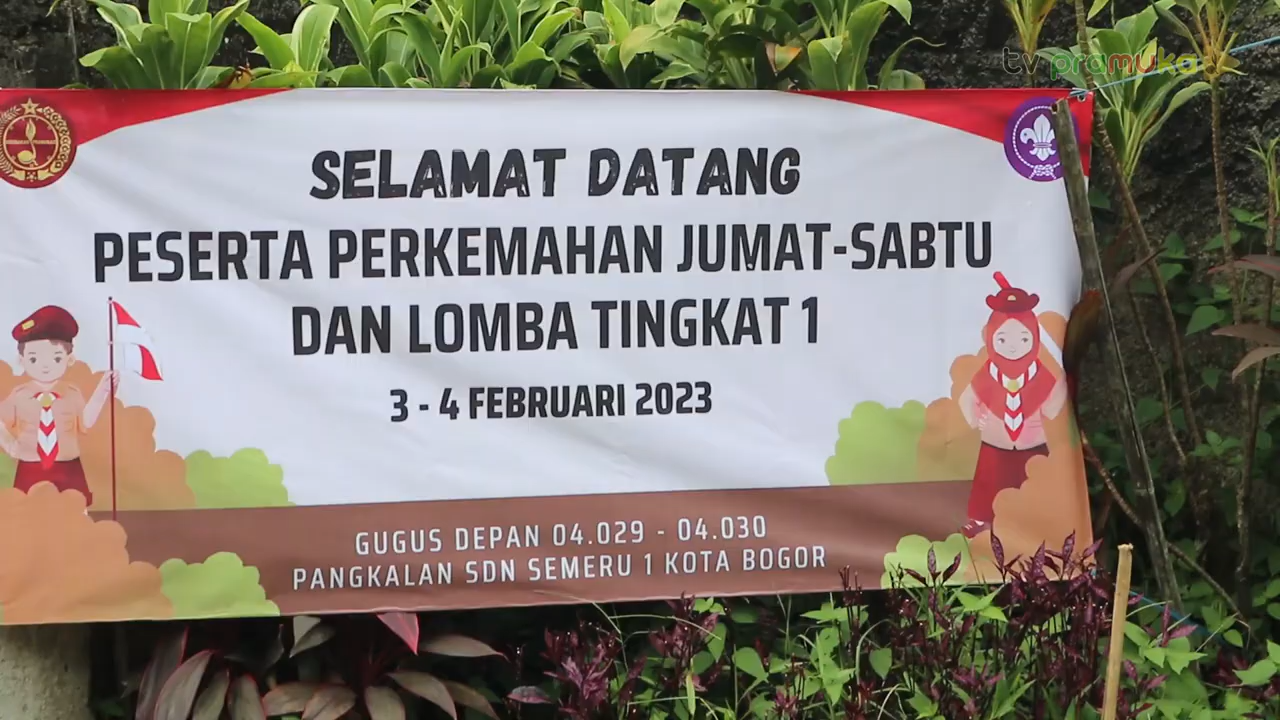 tv pramuka
SELAMAT DATANG
PESERTA PERKEMAHAN JUMAT-SABTU
DAN LOMBA TINGKAT 1
3 - 4 FEBRUARI 2023
GUGUS DEPAN 04.029 - 04.030
PANGKALAN SDN SEMERU 1 KOTA BOGOR